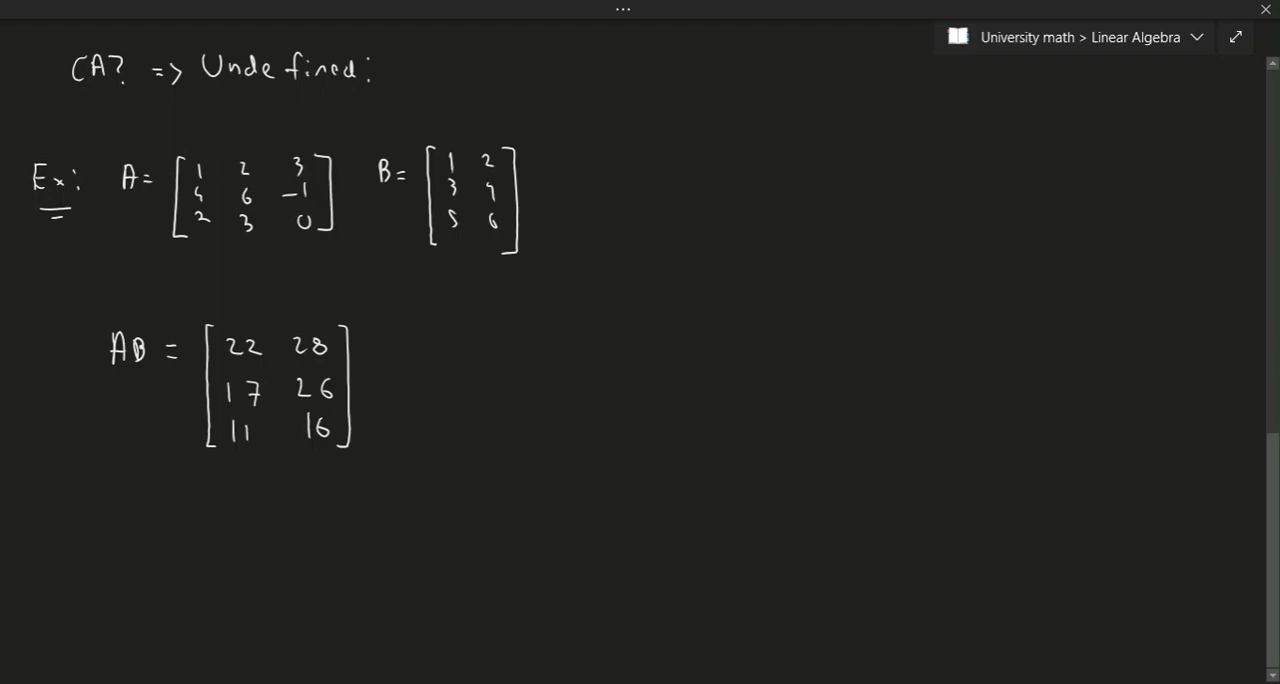 University math > Linear Algebra
CA? => Undefined:
Ex: A= [1 2 3 B= [1 2
4 6 -1 3 4
2 3 0] 5 6]
AB = [22 28
17 26
11 16]